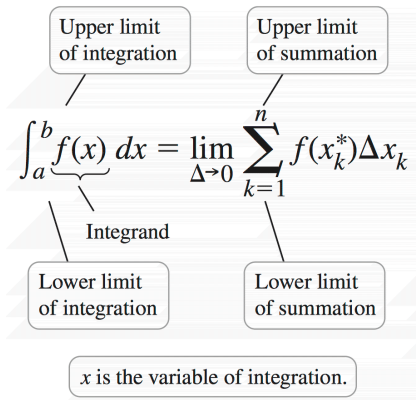 Upper limit
of integration
Upper limit
of summation
∫_a^b f(x) dx = lim_{Δ→0} ∑_{k=1}^{n} f(x_k^*)Δx_k
Integrand
Lower limit
of integration
Lower limit
of summation
x is the variable of integration.